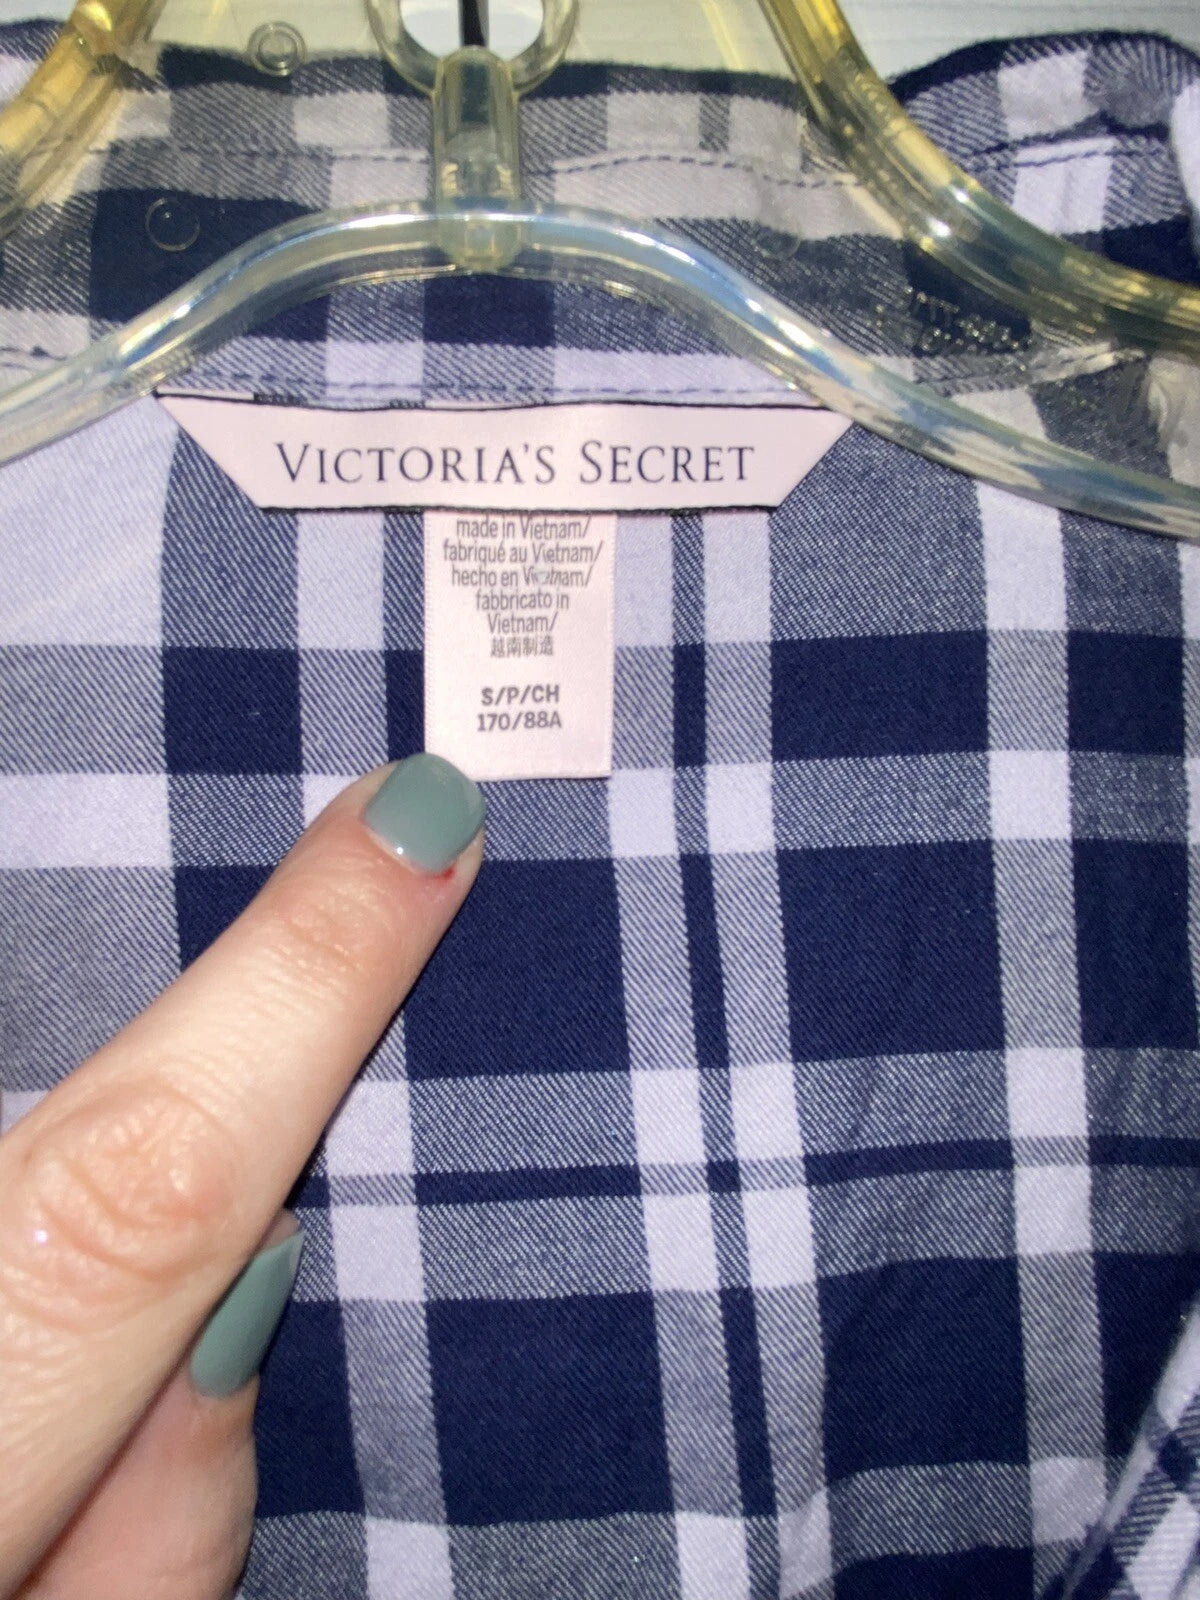 VICTORIA'S SECRET
made in Vietnam/
fabriqué au Vietnam/
hecho en Vietnam/
fabbricato in
Vietnam/
越南制造
S/P/CH
170/88A